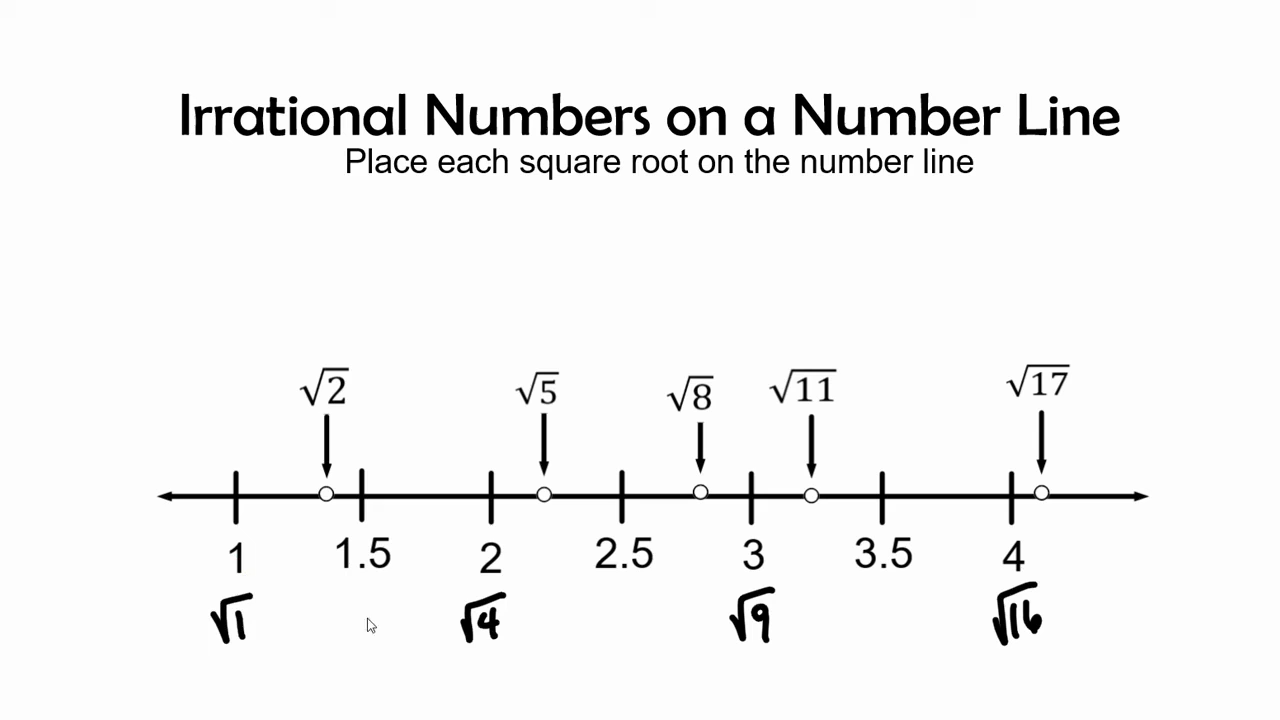 Irrational Numbers on a Number Line
Place each square root on the number line
√2 √5 √8 √11 √17
1 1.5 2 2.5 3 3.5 4
√1 √4 √9 √16